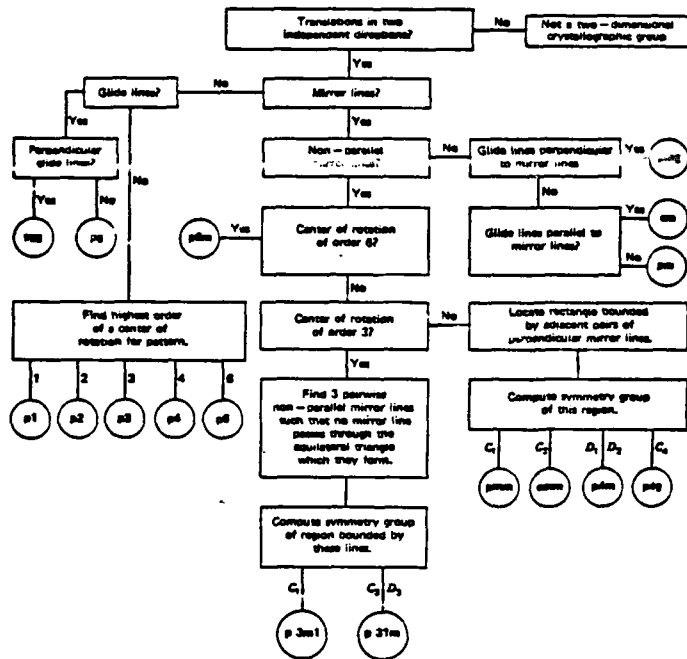 Translations in two
independent directions?
No
Not a two-dimensional
crystallographic group
Yes
Glide lines?
No
Mirror lines?
Yes
Yes
Perpendicular
glide lines?
No
Non-parallel
mirror lines?
No
Glide lines perpendicular
to mirror lines
Yes
pmg
Yes
No
Yes
No
pgg
pg
p6m
Yes
Center of rotation
of order 6?
Glide lines parallel to
mirror lines?
Yes
cm
No
pm
No
Find highest order
of a center of
rotation for pattern.
Center of rotation
of order 3?
No
Locate rectangle bounded
by adjacent pairs of
perpendicular mirror lines.
1 2 3 4 6
Yes
p1 p2 p3 p4 p6
Find 3 pairwise
non-parallel mirror lines
such that no mirror line
passes through the
equilateral triangle
which they form.
Compute symmetry group
of this region.
C₁ C₂ D₁ D₂ C₄
pmm cmm p4m p4g
Compute symmetry group
of region bounded by
these lines.
C₁ D₃
p 3m1 p 31m